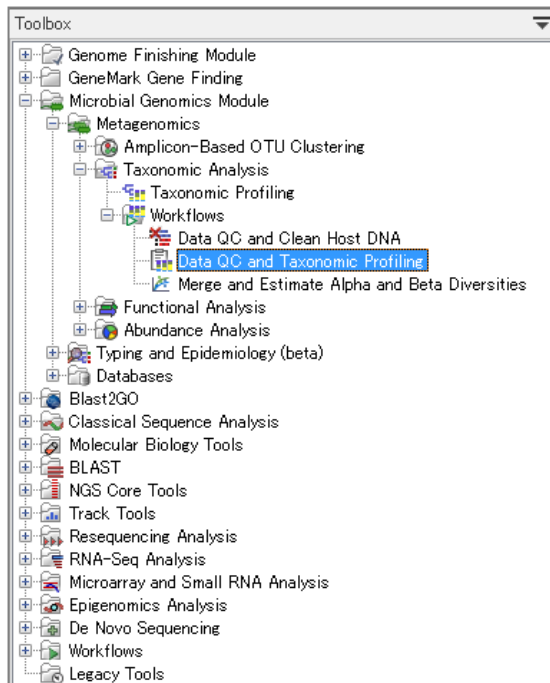 Toolbox
Genome Finishing Module
GeneMark Gene Finding
Microbial Genomics Module
Metagenomics
Amplicon-Based OTU Clustering
Taxonomic Analysis
Taxonomic Profiling
Workflows
Data QC and Clean Host DNA
Data QC and Taxonomic Profiling
Merge and Estimate Alpha and Beta Diversities
Functional Analysis
Abundance Analysis
Typing and Epidemiology (beta)
Databases
Blast2GO
Classical Sequence Analysis
Molecular Biology Tools
BLAST
NGS Core Tools
Track Tools
Resequencing Analysis
RNA-Seq Analysis
Microarray and Small RNA Analysis
Epigenomics Analysis
De Novo Sequencing
Workflows
Legacy Tools